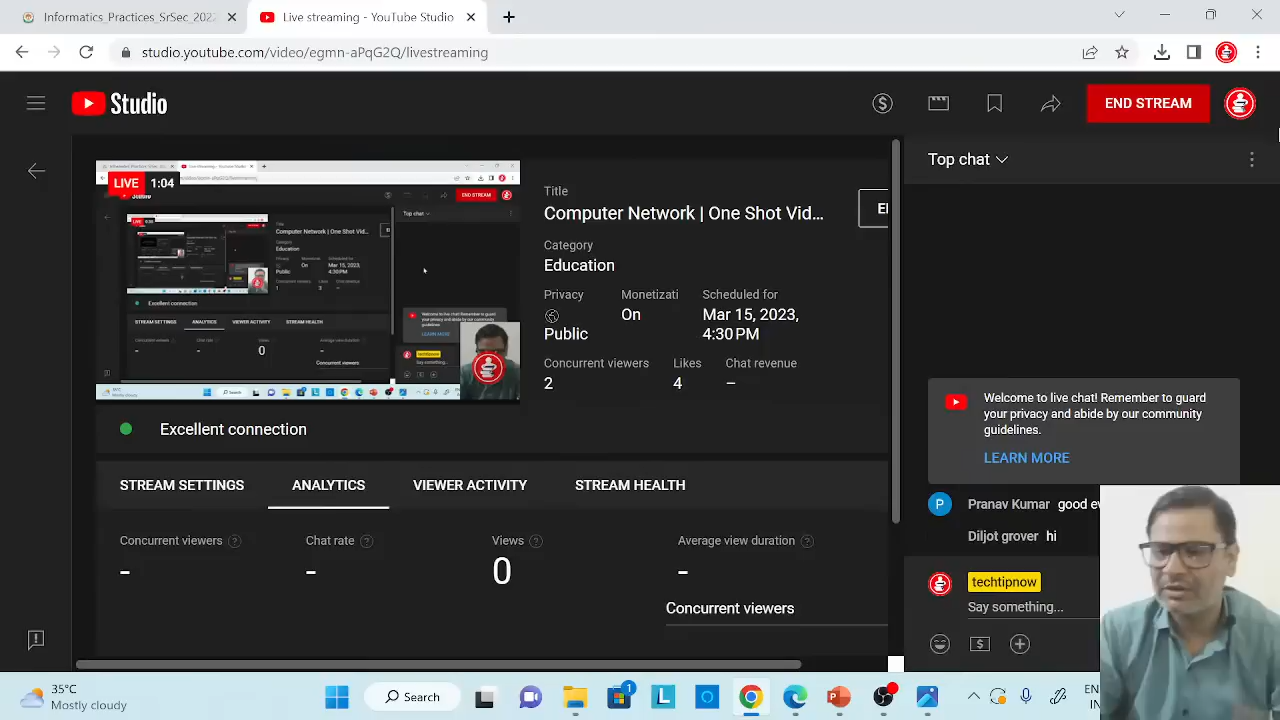 Informatics_Practice_SrSec_2022
Live streaming - YouTube Studio
studio.youtube.com/video/egmn-aPqG2Q/livestreaming
Studio
END STREAM
Top chat
LIVE 1:04
Title
Computer Network | One Shot Vid...
Category
Education
Privacy
Monetizati
Scheduled for
Public
On
Mar 15, 2023,
4:30 PM
Concurrent viewers
Likes
Chat revenue
2
4
–
Excellent connection
STREAM SETTINGS
ANALYTICS
VIEWER ACTIVITY
STREAM HEALTH
Concurrent viewers
Chat rate
Views
Average view duration
–
–
0
–
Concurrent viewers
Welcome to live chat! Remember to guard
your privacy and abide by our community
guidelines.
LEARN MORE
P
Pranav Kumar good ev
Diljot grover hi
techtipnow
Say something...
35°C
Mostly cloudy
Search
1
EN
IN